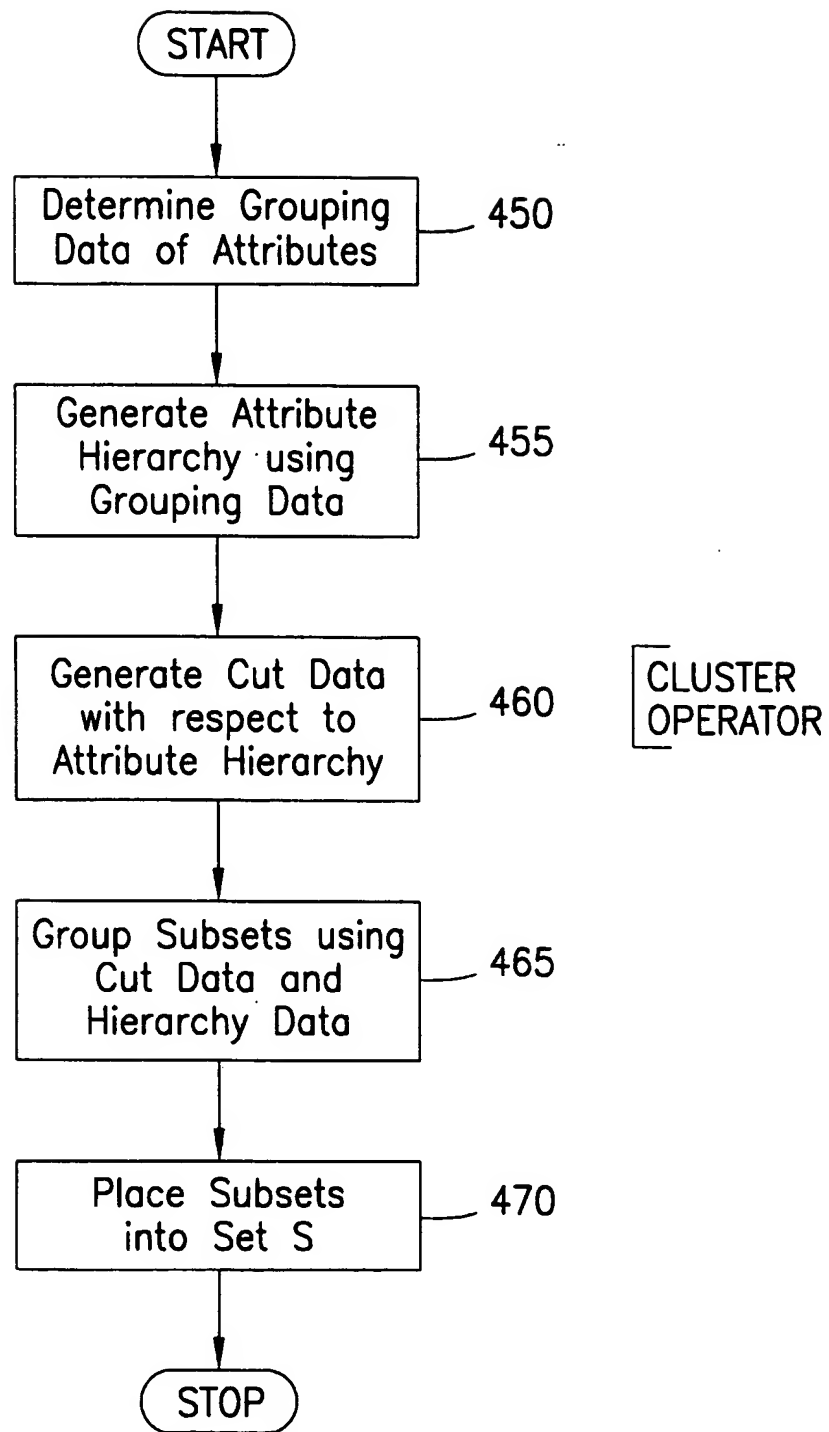 START
Determine Grouping
Data of Attributes
450
Generate Attribute
Hierarchy using
Grouping Data
455
Generate Cut Data
with respect to
Attribute Hierarchy
460
CLUSTER
OPERATOR
Group Subsets using
Cut Data and
Hierarchy Data
465
Place Subsets
into Set S
470
STOP